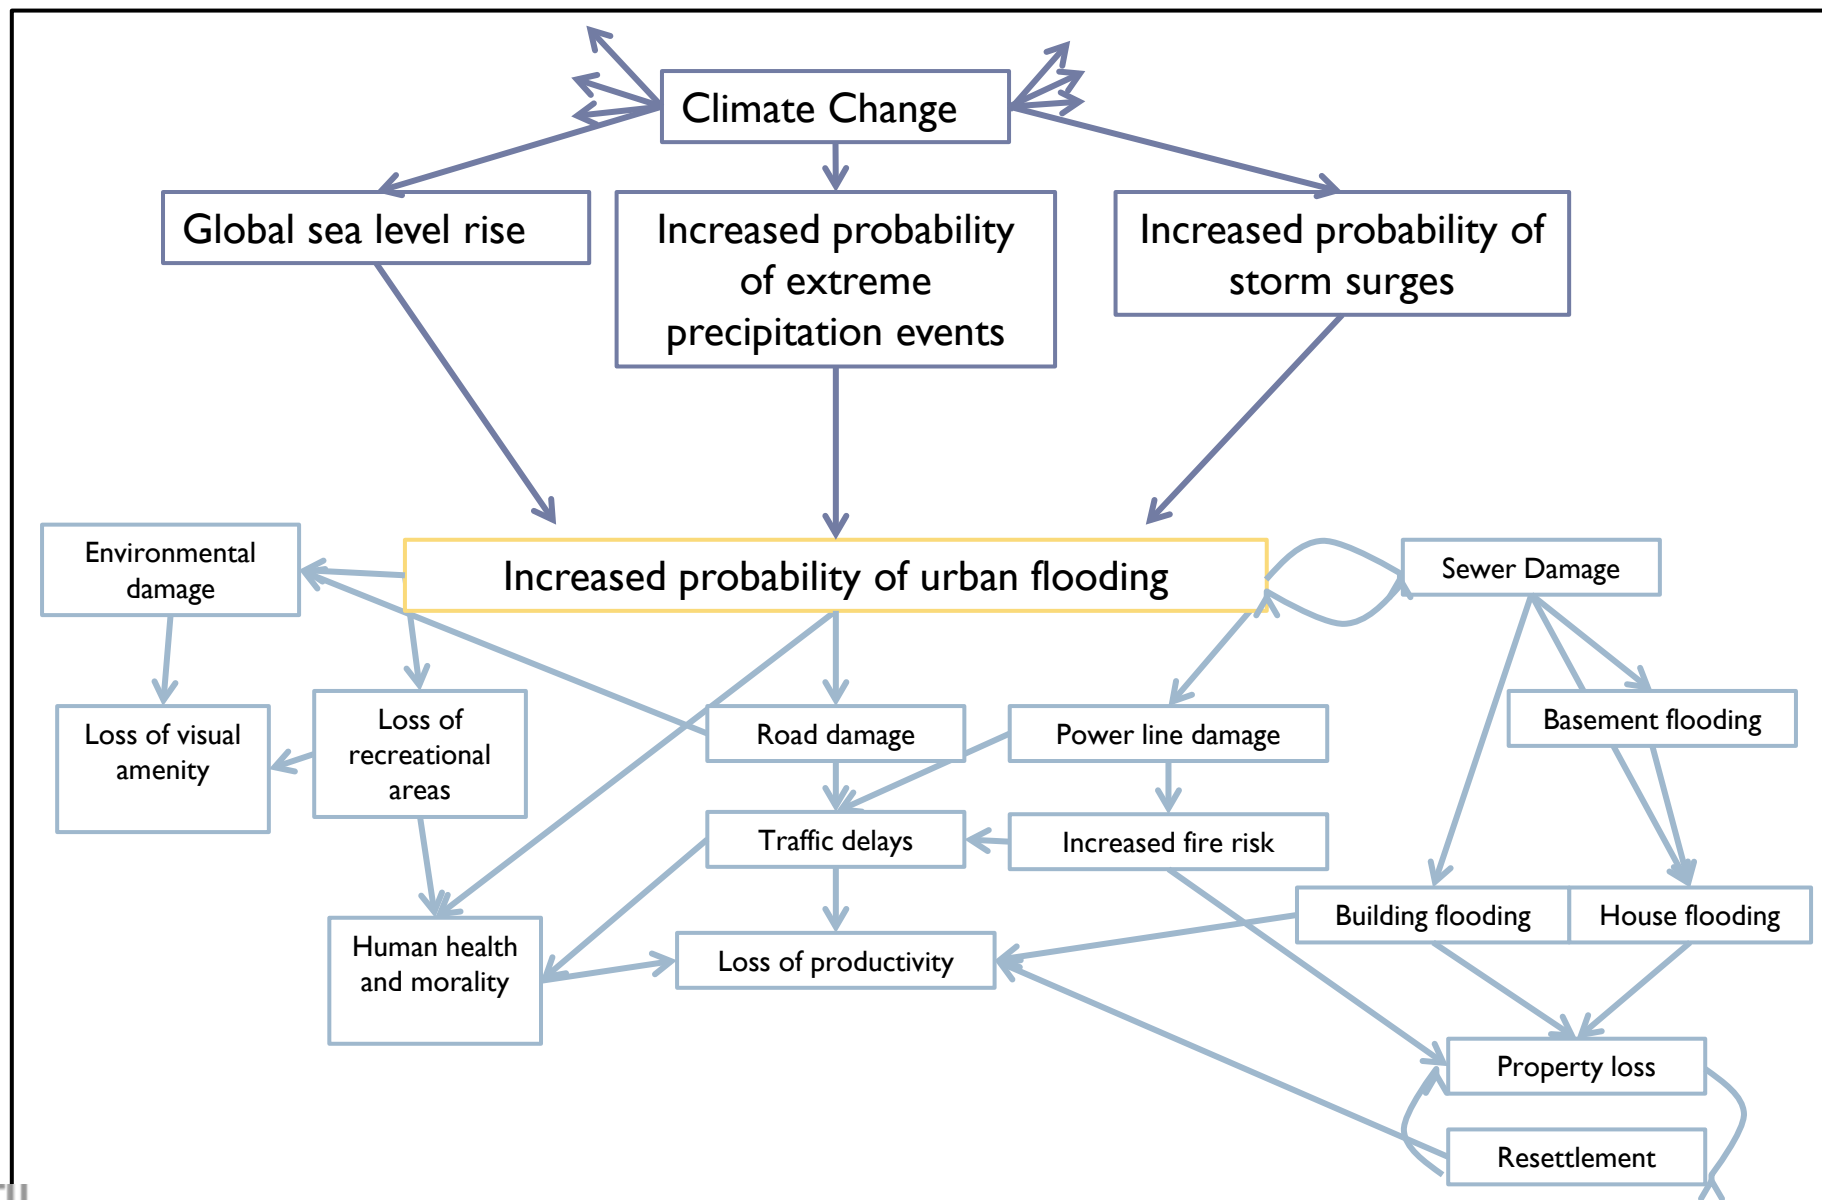 Climate Change
Global sea level rise
Increased probability
of extreme
precipitation events
Increased probability of
storm surges
Environmental
damage
Increased probability of urban flooding
Sewer Damage
Loss of visual
amenity
Loss of
recreational
areas
Road damage
Power line damage
Basement flooding
Traffic delays
Increased fire risk
Human health
and morality
Loss of productivity
Building flooding
House flooding
Property loss
Resettlement